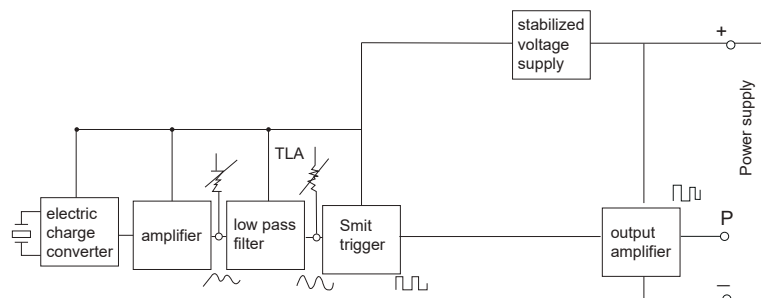 stabilized
voltage
supply
+
Power supply
TLA
electric
charge
converter
amplifier
low pass
filter
Smit
trigger
output
amplifier
P
−